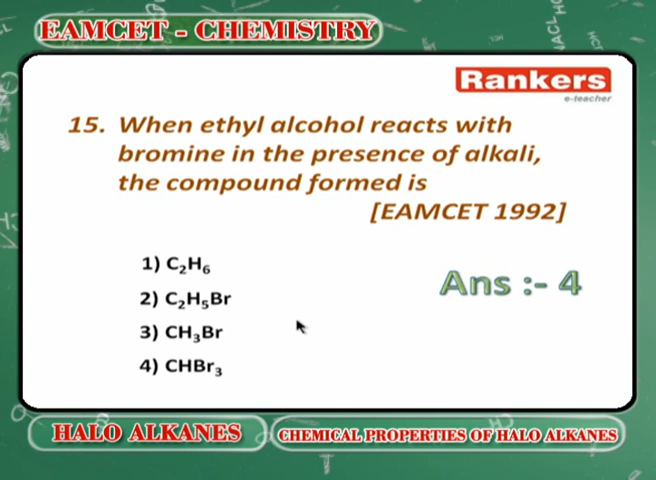 EAMCET - CHEMISTRY
Rankers
e-teacher
15. When ethyl alcohol reacts with
bromine in the presence of alkali,
the compound formed is
[EAMCET 1992]
1) C₂H₆
2) C₂H₅Br
3) CH₃Br
4) CHBr₃
Ans :- 4
HALO ALKANES
CHEMICAL PROPERTIES OF HALO ALKANES